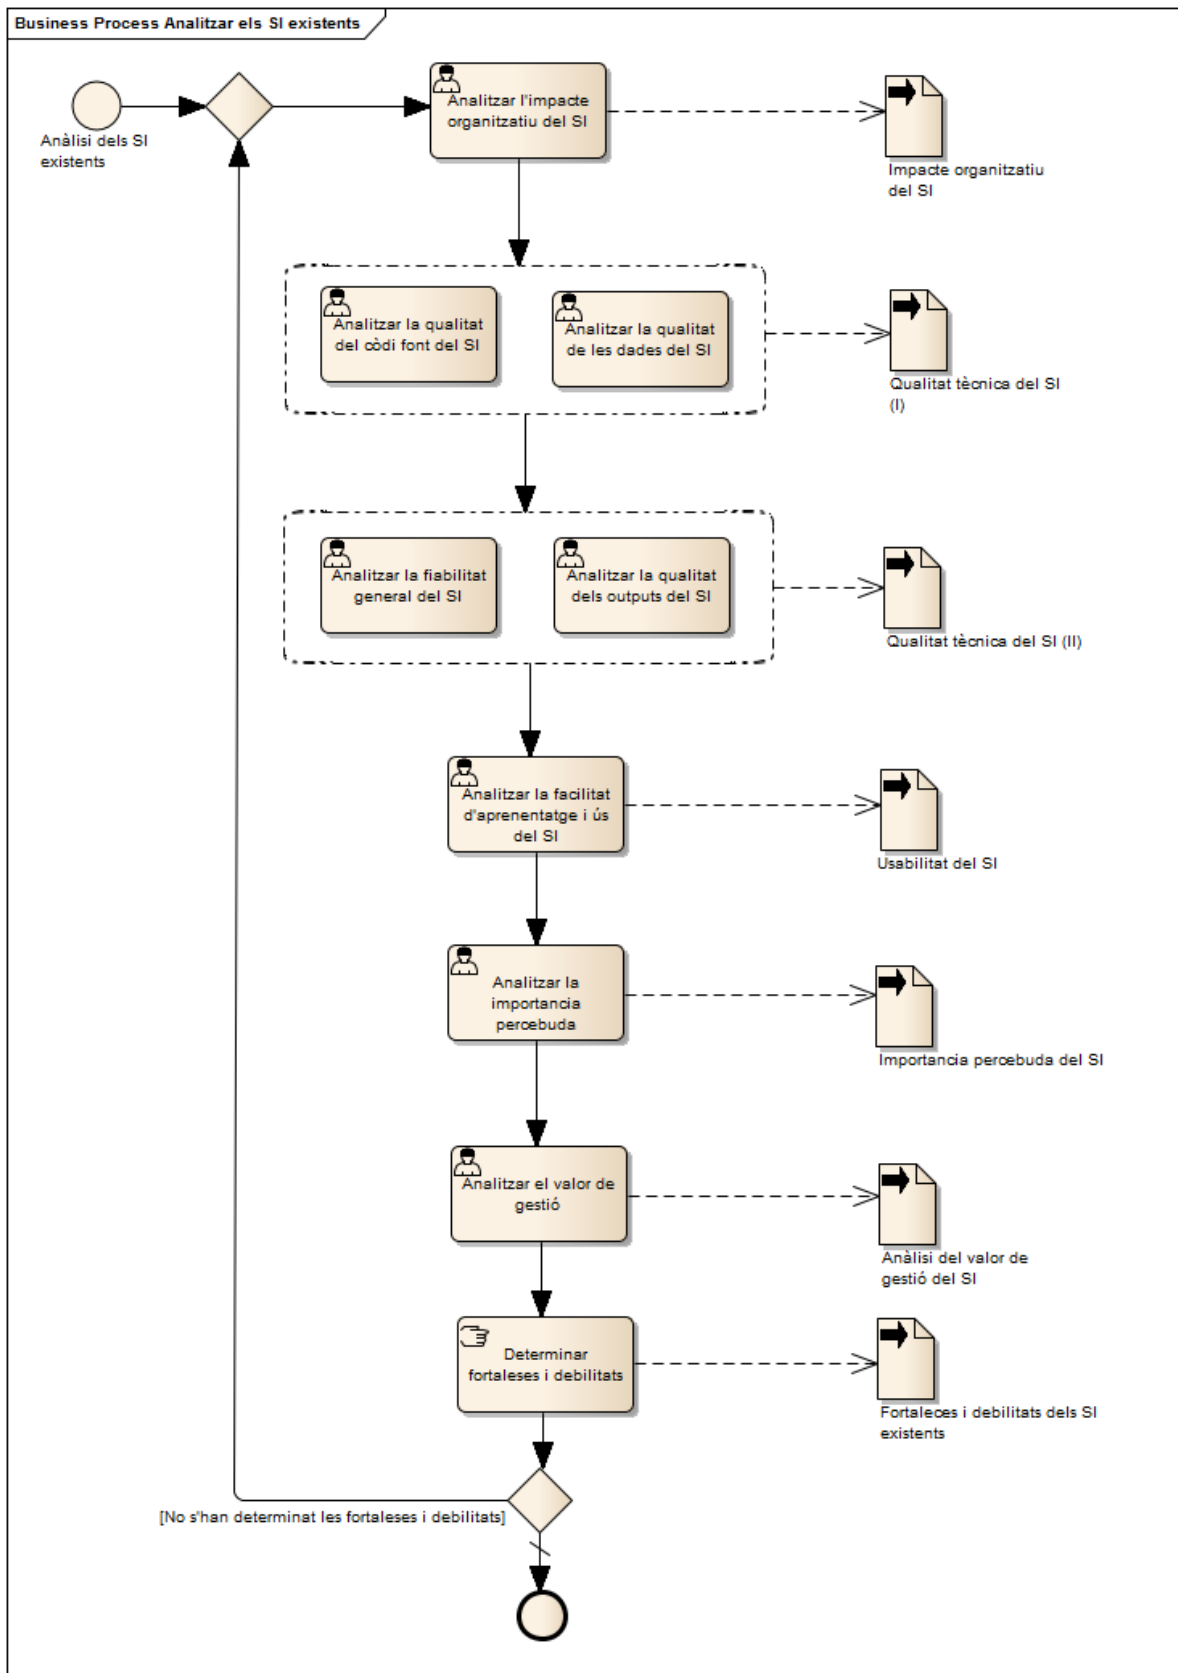 Business Process Analitzar els SI existents
Anàlisi dels SI
existents
Analitzar l'impacte
organitzatiu del SI
Impacte organitzatiu
del SI
Analitzar la qualitat
del còdi font del SI
Analitzar la qualitat
de les dades del SI
Qualitat tècnica del SI
(I)
Analitzar la fiabilitat
general del SI
Analitzar la qualitat
dels outputs del SI
Qualitat tècnica del SI (II)
Analitzar la facilitat
d'aprenentatge i ús
del SI
Usabilitat del SI
Analitzar la
importancia
percebuda
Importancia percebuda del SI
Analitzar el valor de
gestió
Anàlisi del valor de
gestió del SI
Determinar
fortaleses i debilitats
Fortaleces i debilitats dels SI
existents
[No s'han determinat les fortaleses i debilitats]